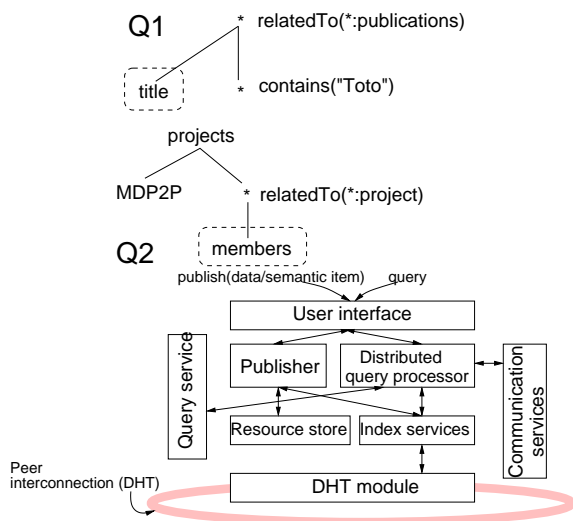 Q1
* relatedTo(*:publications)
title
* contains("Toto")
projects
MDP2P
* relatedTo(*:project)
members
Q2
publish(data/semantic item)
query
User interface
Query service
Publisher
Distributed
query processor
Communication
services
Resource store
Index services
Peer
interconnection (DHT)
DHT module